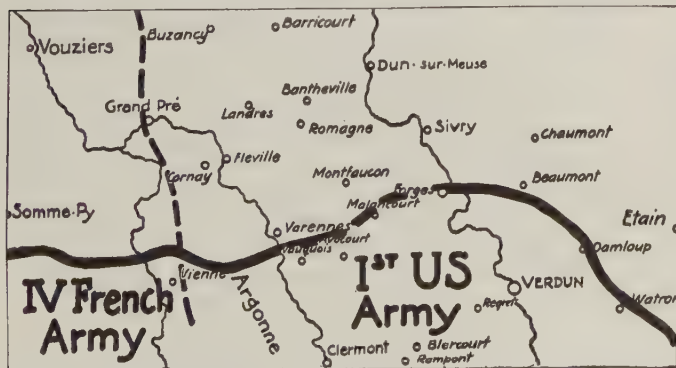 Vouziers
Buzancy
Barricourt
Dun-sur-Meuse
Bantheville
Grand Pré
Landres
Romagne
Sivry
Chaumont
Cornay
Fleville
Montfaucon
Forges
Beaumont
Malancourt
Somme-Py
Varennes
Etain
Avocourt
Vauquois
Damloup
IV French
Army
Vienne
Argonne
1ST US
Army
VERDUN
Regret
Watron
Clermont
Blercourt
Rampont